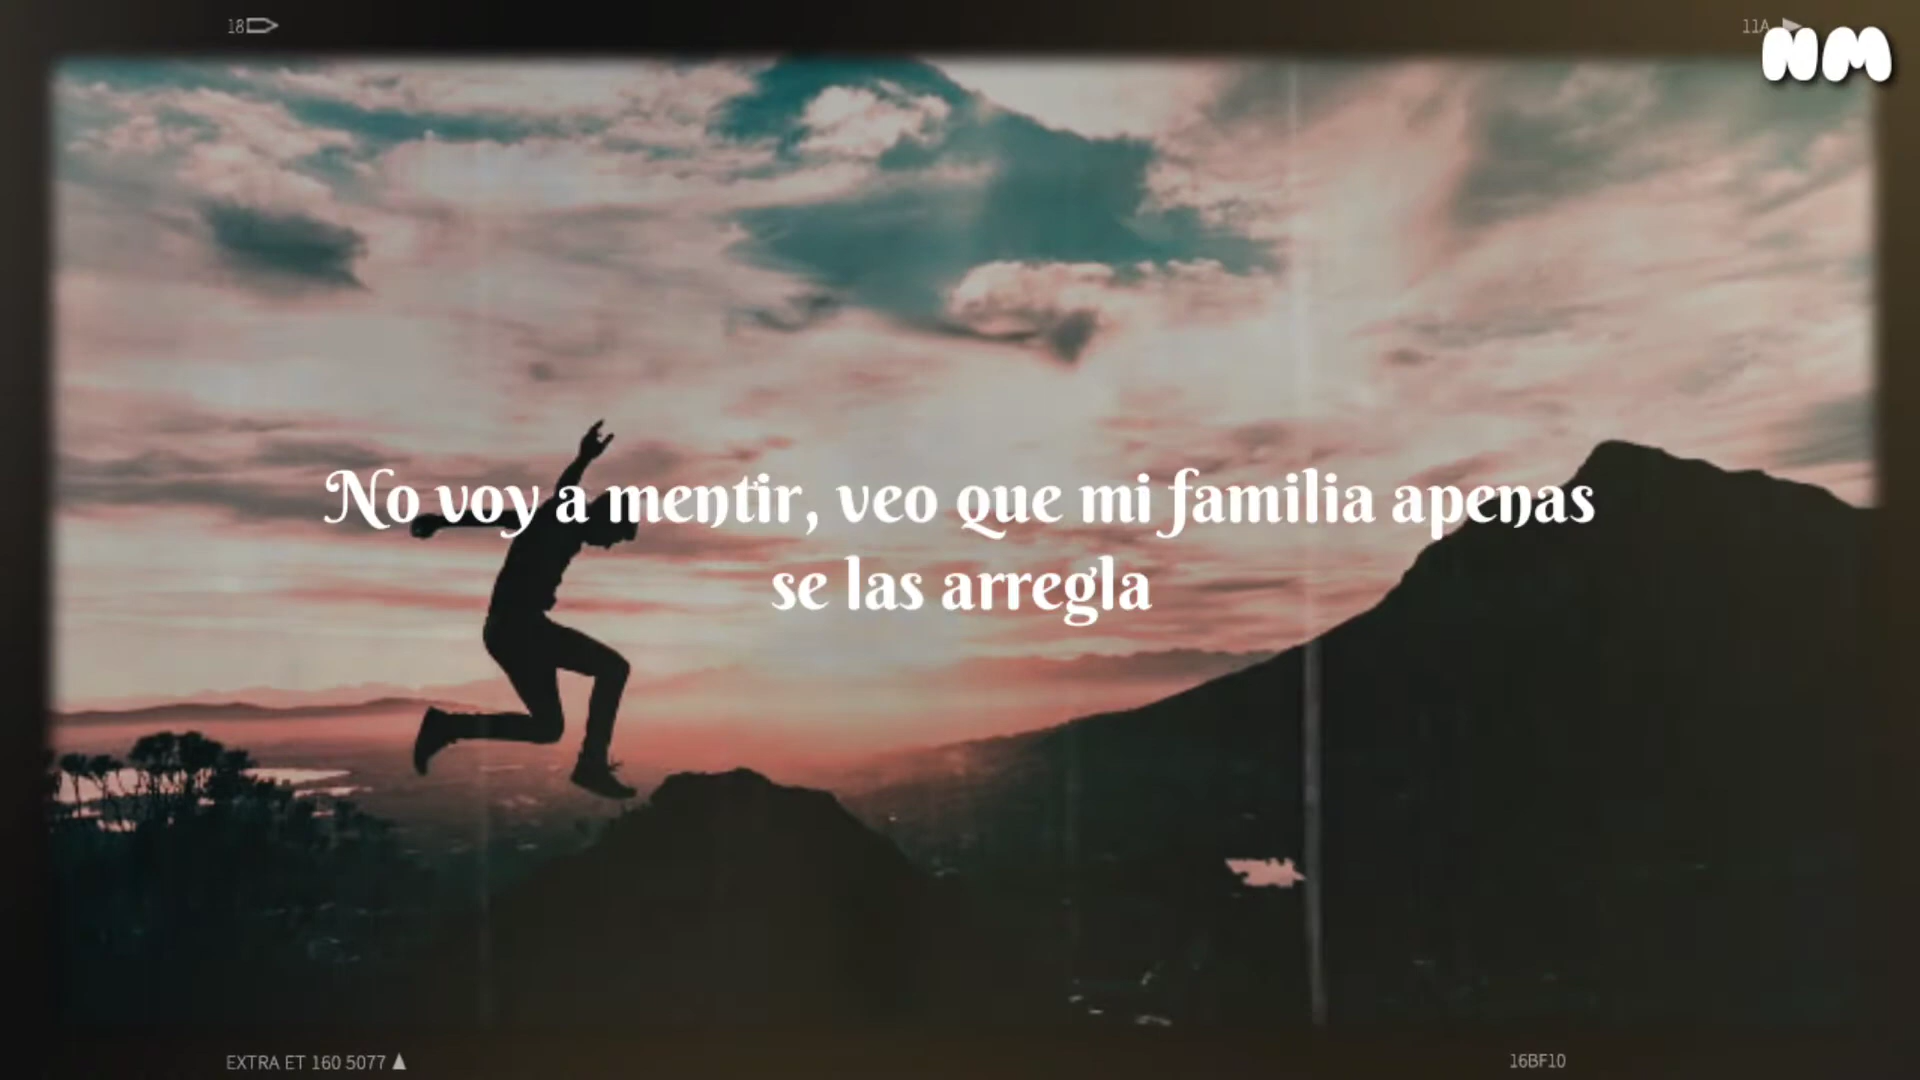 18
11A
NM
No voy a mentir, veo que mi familia apenas
se las arregla
EXTRA ET 160 5077
16BF10